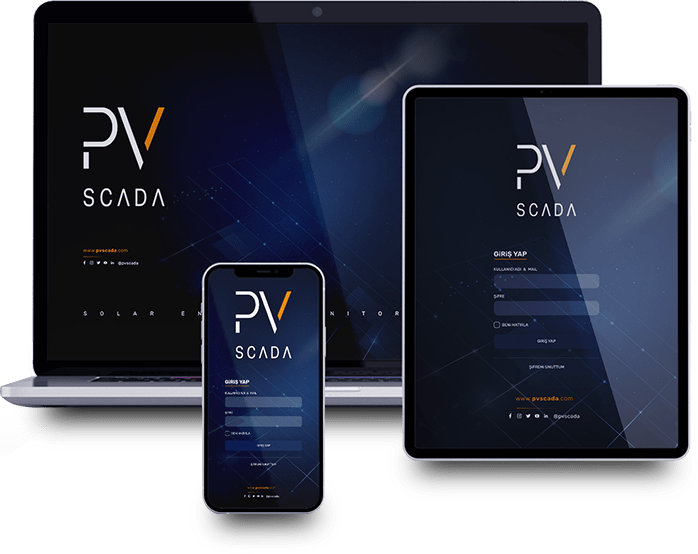 PV
SCADA
www.pvscada.com
@pvscada
SOLAR EN
NITOR
PV
SCADA
GİRİŞ YAP
KULLANICI ADI & MAIL
ŞİFRE
BENİ HATIRLA
GİRİŞ YAP
ŞİFREMİ UNUTTUM
www.pvscada.com
@pvscada
PV
SCADA
GİRİŞ YAP
KULLANICI ADI & MAIL
ŞİFRE
BENİ HATIRLA
GİRİŞ YAP
ŞİFREMİ UNUTTUM
www.pvscada.com
@pvscada